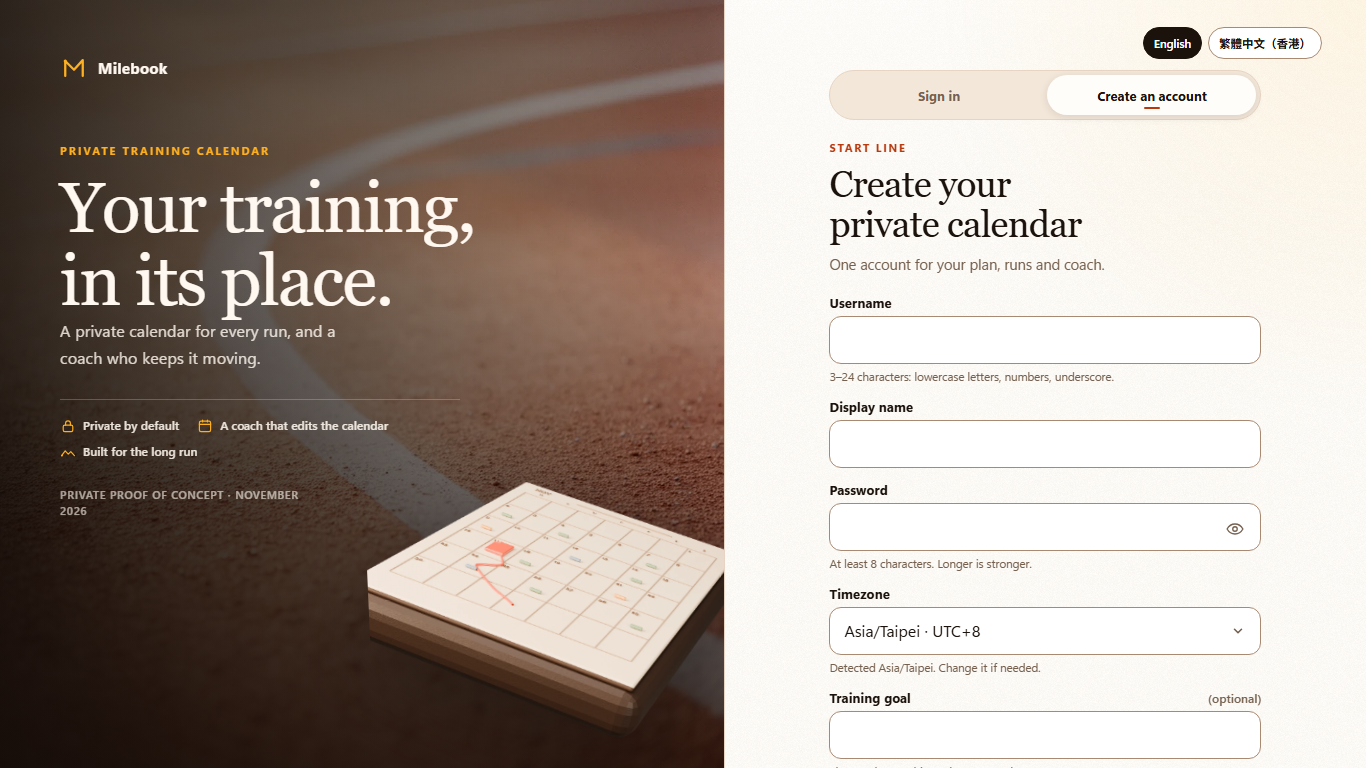 Milebook
PRIVATE TRAINING CALENDAR
Your training,
in its place.
A private calendar for every run, and a
coach who keeps it moving.
Private by default
A coach that edits the calendar
Built for the long run
PRIVATE PROOF OF CONCEPT · NOVEMBER
2026
English
繁體中文（香港）
Sign in
Create an account
START LINE
Create your
private calendar
One account for your plan, runs and coach.
Username
3–24 characters: lowercase letters, numbers, underscore.
Display name
Password
At least 8 characters. Longer is stronger.
Timezone
Asia/Taipei · UTC+8
Detected Asia/Taipei. Change it if needed.
Training goal (optional)